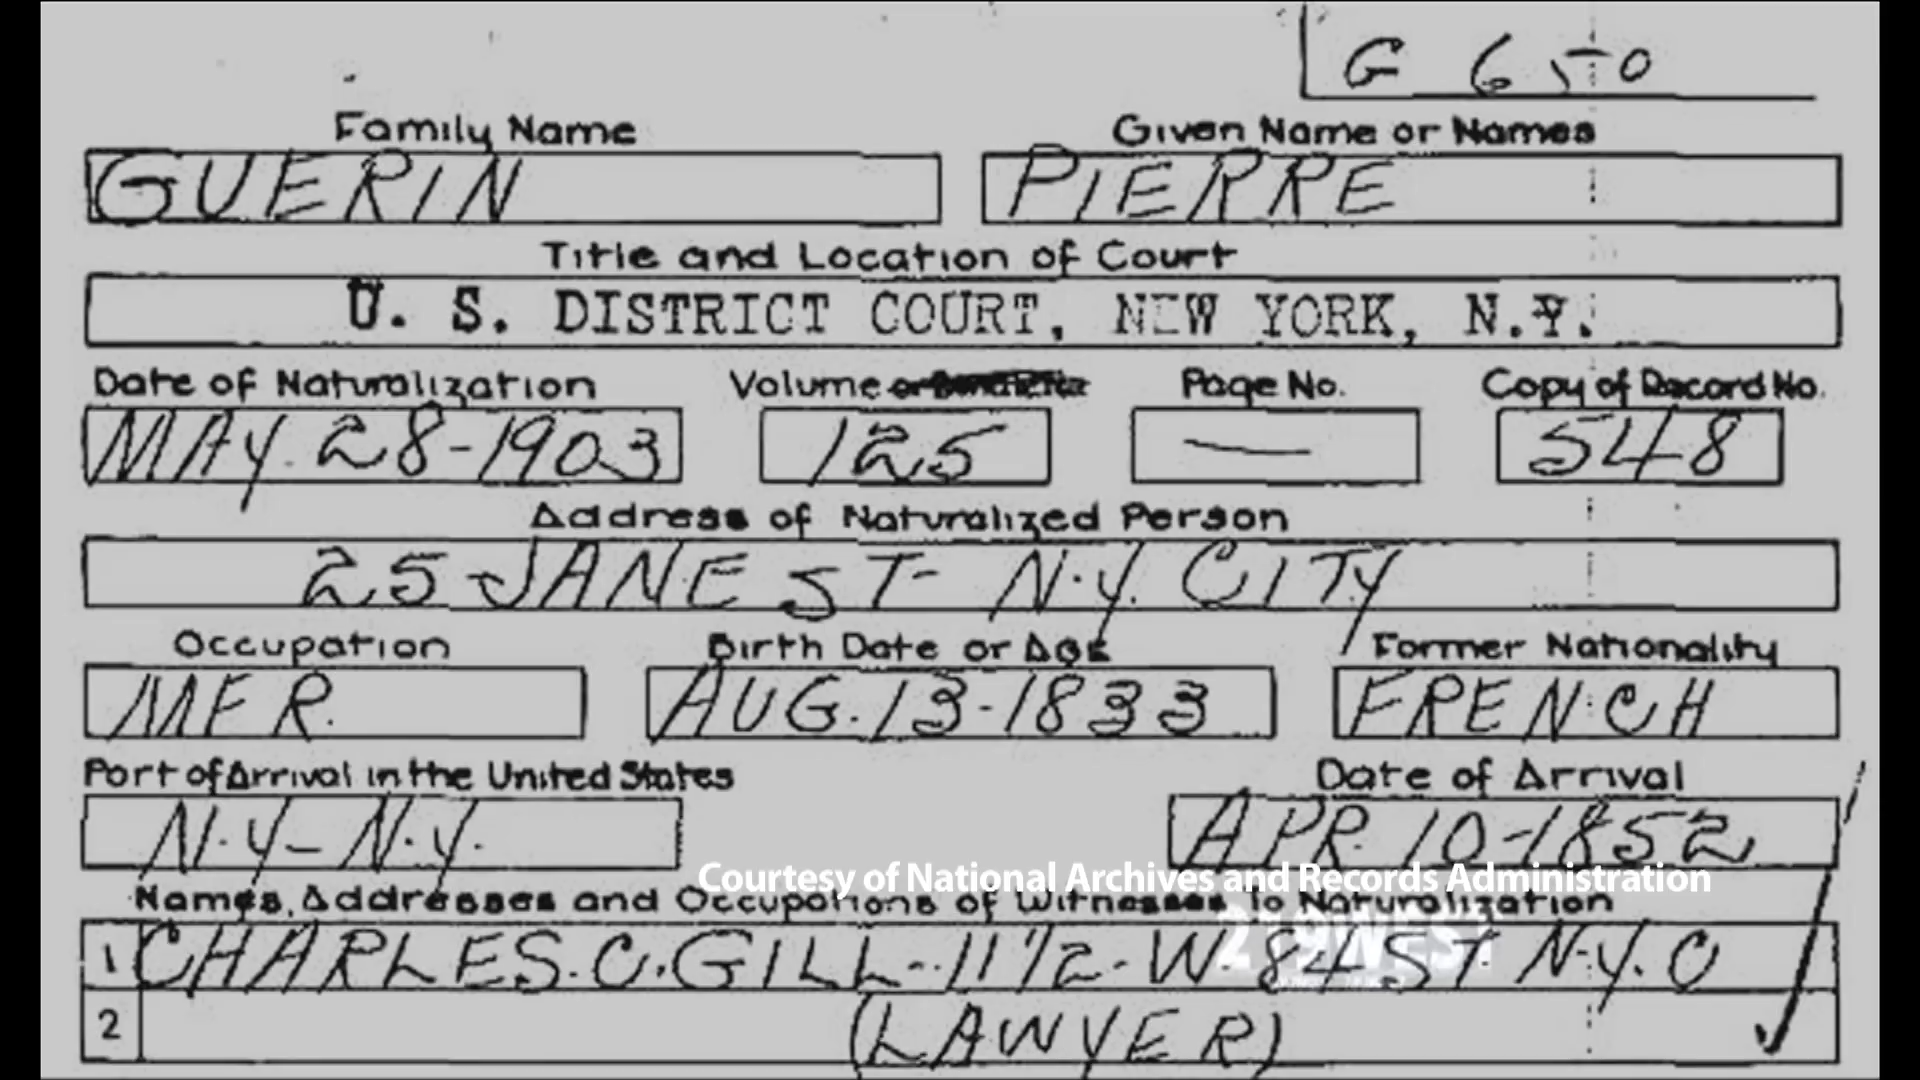 G 650
Family Name Given Name or Names
GUERIN PIERRE
Title and Location of Court
U. S. DISTRICT COURT, NEW YORK, N.Y.
Date of Naturalization Volume Page No. Copy of Record No.
MAY 28-1903 125 — 548
Address of Naturalized Person
25 JANE ST- N.Y. CITY
Occupation Birth Date or Age Former Nationality
MFR. AUG. 13-1833 FRENCH
Port of Arrival in the United States Date of Arrival
N.Y-N.Y. APR. 10-1852
Courtesy of National Archives and Records Administration
Names, Addresses and Occupations of Witnesses To Naturalization
219WEST
1 CHARLES. C. GILL-11 1/2-W. 84 ST N.Y. C
2 (LAWYER)